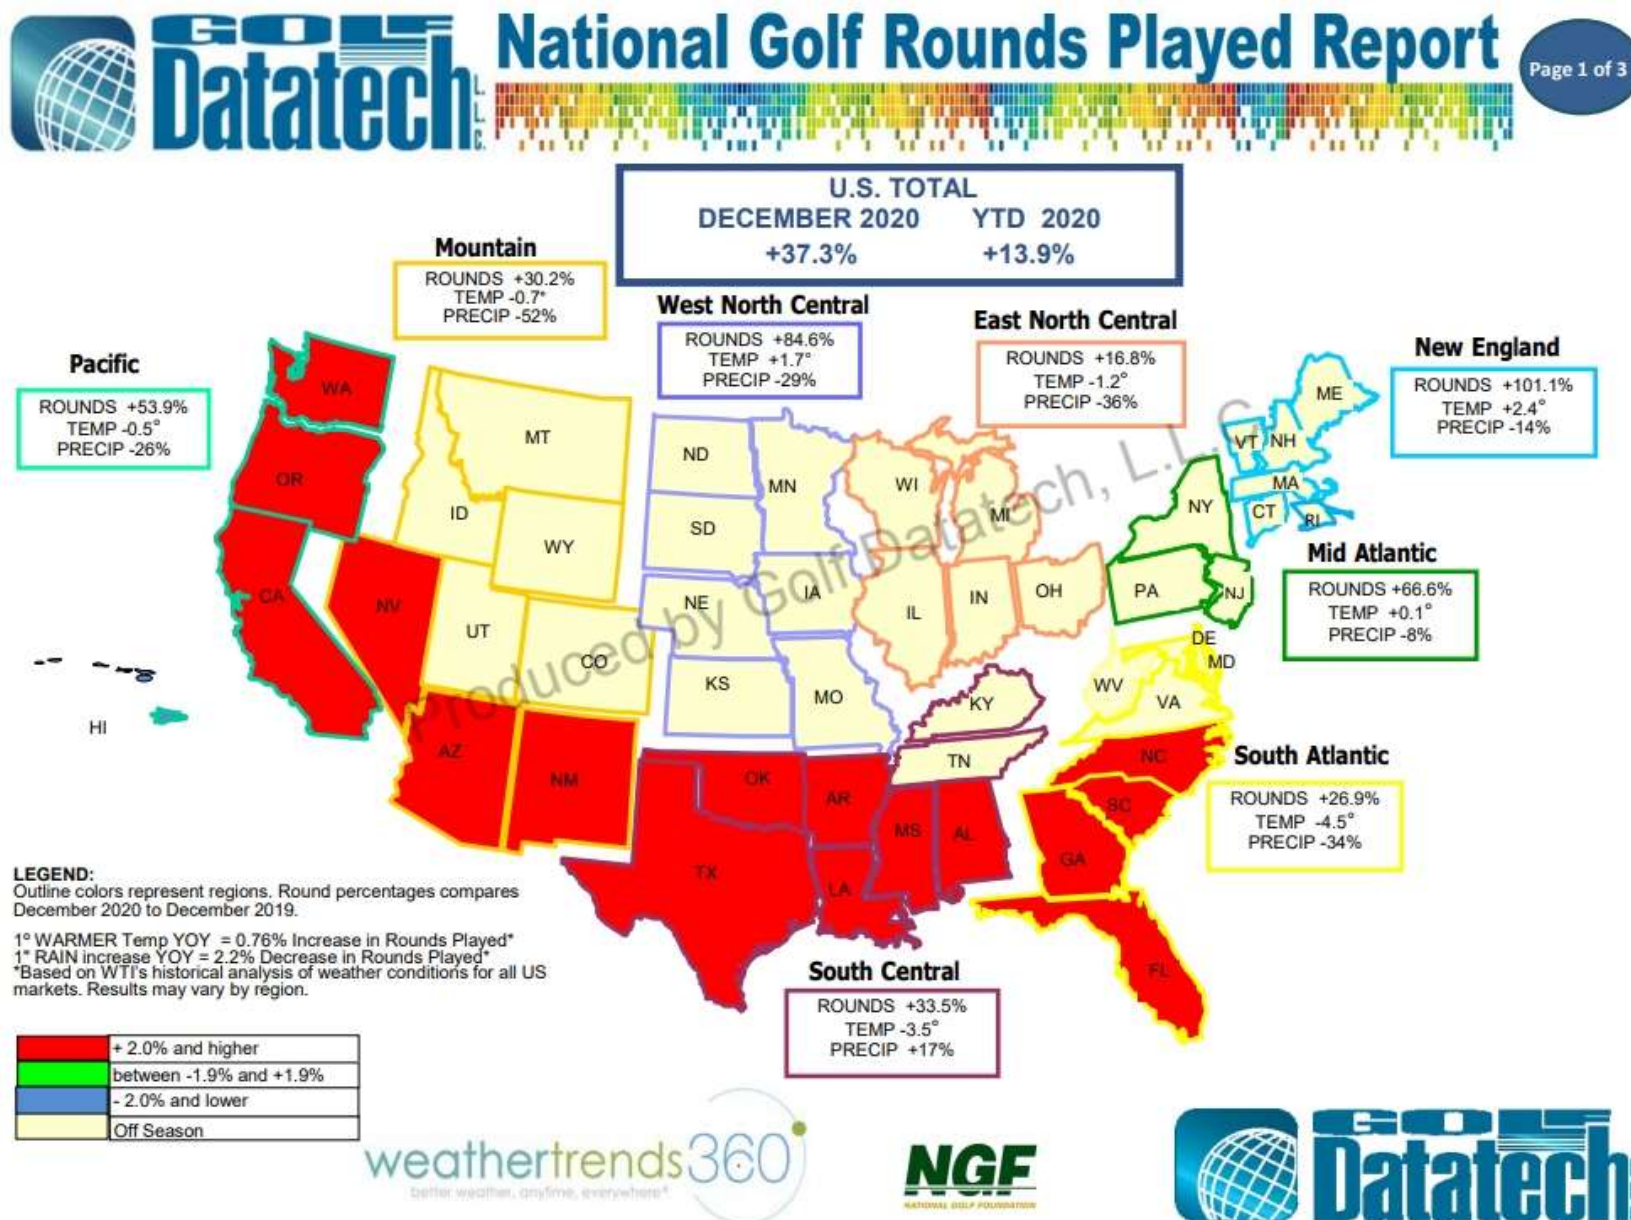 GOLF
Datatech
L.L.C.
National Golf Rounds Played Report
Page 1 of 3
U.S. TOTAL
DECEMBER 2020 YTD 2020
+37.3% +13.9%
Mountain
ROUNDS +30.2%
TEMP -0.7°
PRECIP -52%
West North Central
ROUNDS +84.6%
TEMP +1.7°
PRECIP -29%
East North Central
ROUNDS +16.8%
TEMP -1.2°
PRECIP -36%
New England
ROUNDS +101.1%
TEMP +2.4°
PRECIP -14%
Pacific
ROUNDS +53.9%
TEMP -0.5°
PRECIP -26%
Mid Atlantic
ROUNDS +66.6%
TEMP +0.1°
PRECIP -8%
South Atlantic
ROUNDS +26.9%
TEMP -4.5°
PRECIP -34%
South Central
ROUNDS +33.5%
TEMP -3.5°
PRECIP +17%
WA
OR
CA
NV
HI
MT
ID
WY
UT
CO
AZ
NM
ND
SD
NE
KS
MN
IA
MO
WI
MI
IL
IN
OH
KY
TN
OK
AR
TX
LA
MS
AL
ME
VT
NH
MA
CT
RI
NY
PA
NJ
DE
MD
WV
VA
NC
SC
GA
FL
Produced by Golf Datatech, L.L.C
LEGEND:
Outline colors represent regions. Round percentages compares
December 2020 to December 2019.
1° WARMER Temp YOY = 0.76% Increase in Rounds Played*
1" RAIN increase YOY = 2.2% Decrease in Rounds Played*
*Based on WTI's historical analysis of weather conditions for all US
markets. Results may vary by region.
+ 2.0% and higher
between -1.9% and +1.9%
- 2.0% and lower
Off Season
weathertrends360
better weather, anytime, everywhere®
NGF
NATIONAL GOLF FOUNDATION
GOLF
Datatech